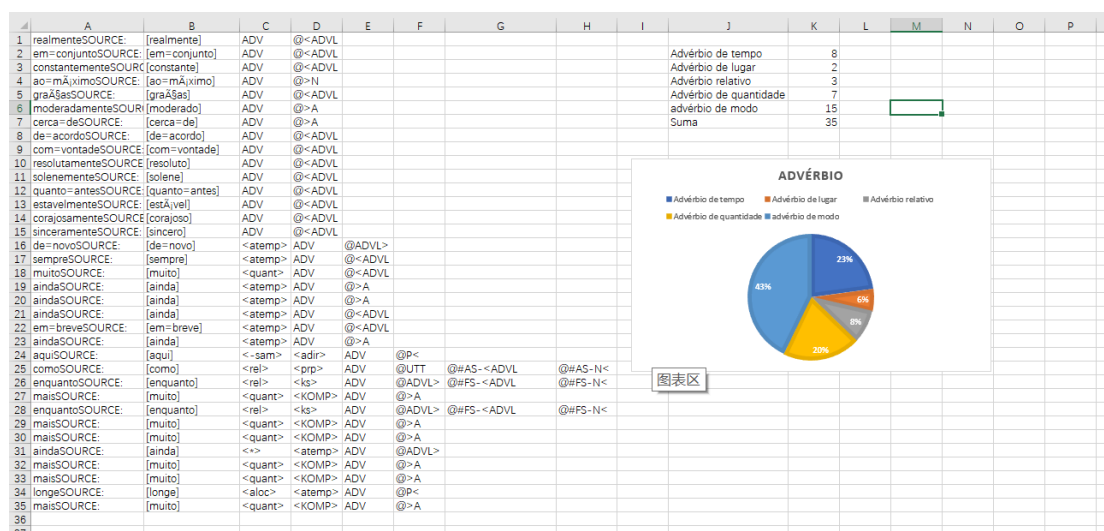 A B C D E F G H I J K L M N O P
1 realmenteSOURCE: [realmente] ADV @<ADVL
2 em=conjuntoSOURCE: [em=conjunto] ADV @<ADVL Advérbio de tempo 8
3 constantementeSOURC [constante] ADV @<ADVL Advérbio de lugar 2
4 ao=mÃ¡ximoSOURCE: [ao=mÃ¡ximo] ADV @>N Advérbio relativo 3
5 graÃ§asSOURCE: [graÃ§as] ADV @<ADVL Advérbio de quantidade 7
6 moderadamenteSOUR [moderado] ADV @>A advérbio de modo 15
7 cerca=deSOURCE: [cerca=de] ADV @>A Suma 35
8 de=acordoSOURCE: [de=acordo] ADV @<ADVL
9 com=vontadeSOURCE: [com=vontade] ADV @<ADVL
10 resolutamenteSOURCE [resoluto] ADV @<ADVL
11 solenementeSOURCE: [solene] ADV @<ADVL
12 quanto=antesSOURCE: [quanto=antes] ADV @<ADVL
13 estavelmenteSOURCE: [estÃ¡vel] ADV @<ADVL
14 corajosamenteSOURCE [corajoso] ADV @<ADVL
15 sinceramenteSOURCE: [sincero] ADV @<ADVL
16 de=novoSOURCE: [de=novo] <atemp> ADV @ADVL>
17 sempreSOURCE: [sempre] <atemp> ADV @<ADVL
18 muitoSOURCE: [muito] <quant> ADV @<ADVL
19 aindaSOURCE: [ainda] <atemp> ADV @>A
20 aindaSOURCE: [ainda] <atemp> ADV @>A
21 aindaSOURCE: [ainda] <atemp> ADV @<ADVL
22 em=breveSOURCE: [em=breve] <atemp> ADV @<ADVL
23 aindaSOURCE: [ainda] <atemp> ADV @>A
24 aquiSOURCE: [aqui] <-sam> <adir> ADV @P<
25 comoSOURCE: [como] <rel> <prp> ADV @UTT @#AS-<ADVL @#AS-N<
26 enquantoSOURCE: [enquanto] <rel> <ks> ADV @ADVL> @#FS-<ADVL @#FS-N<
27 maisSOURCE: [muito] <quant> <KOMP> ADV @>A
28 enquantoSOURCE: [enquanto] <rel> <ks> ADV @ADVL> @#FS-<ADVL @#FS-N<
29 maisSOURCE: [muito] <quant> <KOMP> ADV @>A
30 maisSOURCE: [muito] <quant> <KOMP> ADV @>A
31 aindaSOURCE: [ainda] <*> <atemp> ADV @ADVL>
32 maisSOURCE: [muito] <quant> <KOMP> ADV @>A
33 maisSOURCE: [muito] <quant> <KOMP> ADV @>A
34 longeSOURCE: [longe] <aloc> <atemp> ADV @P<
35 maisSOURCE: [muito] <quant> <KOMP> ADV @>A
36
ADVÉRBIO
Advérbio de tempo Advérbio de lugar Advérbio relativo
Advérbio de quantidade advérbio de modo
23%
43%
6%
8%
20%
图表区